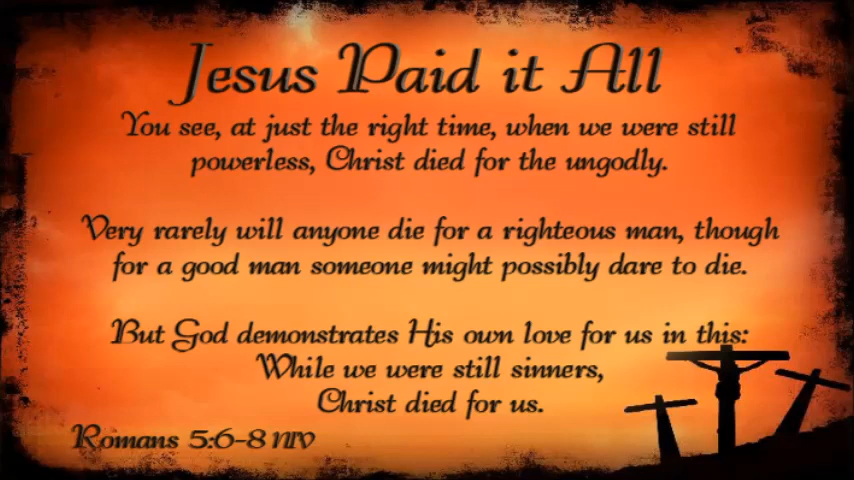 Jesus Paid it All
You see, at just the right time, when we were still
powerless, Christ died for the ungodly.
Very rarely will anyone die for a righteous man, though
for a good man someone might possibly dare to die.
But God demonstrates His own love for us in this:
While we were still sinners,
Christ died for us.
Romans 5:6-8 NIV